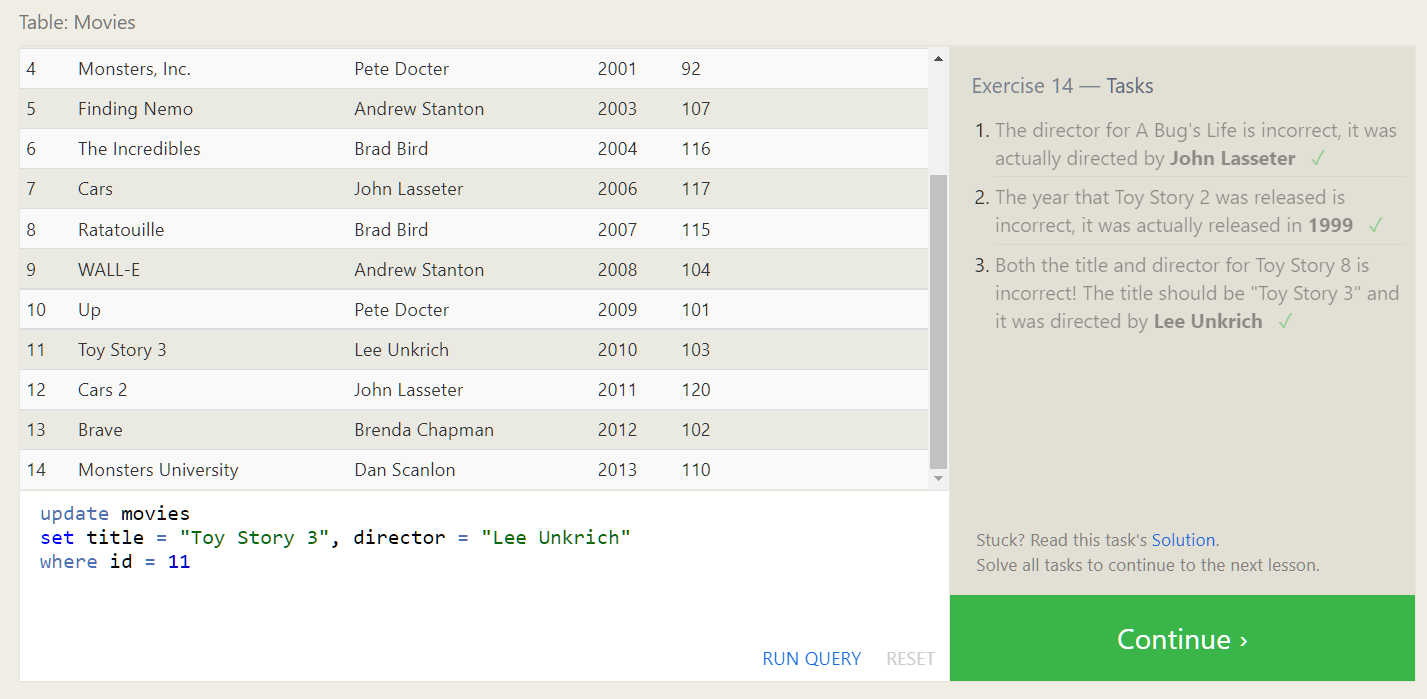 Table: Movies
4 Monsters, Inc. Pete Docter 2001 92
5 Finding Nemo Andrew Stanton 2003 107
6 The Incredibles Brad Bird 2004 116
7 Cars John Lasseter 2006 117
8 Ratatouille Brad Bird 2007 115
9 WALL-E Andrew Stanton 2008 104
10 Up Pete Docter 2009 101
11 Toy Story 3 Lee Unkrich 2010 103
12 Cars 2 John Lasseter 2011 120
13 Brave Brenda Chapman 2012 102
14 Monsters University Dan Scanlon 2013 110
update movies
set title = "Toy Story 3", director = "Lee Unkrich"
where id = 11
RUN QUERY RESET
Exercise 14 — Tasks
1. The director for A Bug's Life is incorrect, it was
actually directed by John Lasseter ✓
2. The year that Toy Story 2 was released is
incorrect, it was actually released in 1999 ✓
3. Both the title and director for Toy Story 8 is
incorrect! The title should be "Toy Story 3" and
it was directed by Lee Unkrich ✓
Stuck? Read this task's Solution.
Solve all tasks to continue to the next lesson.
Continue ›